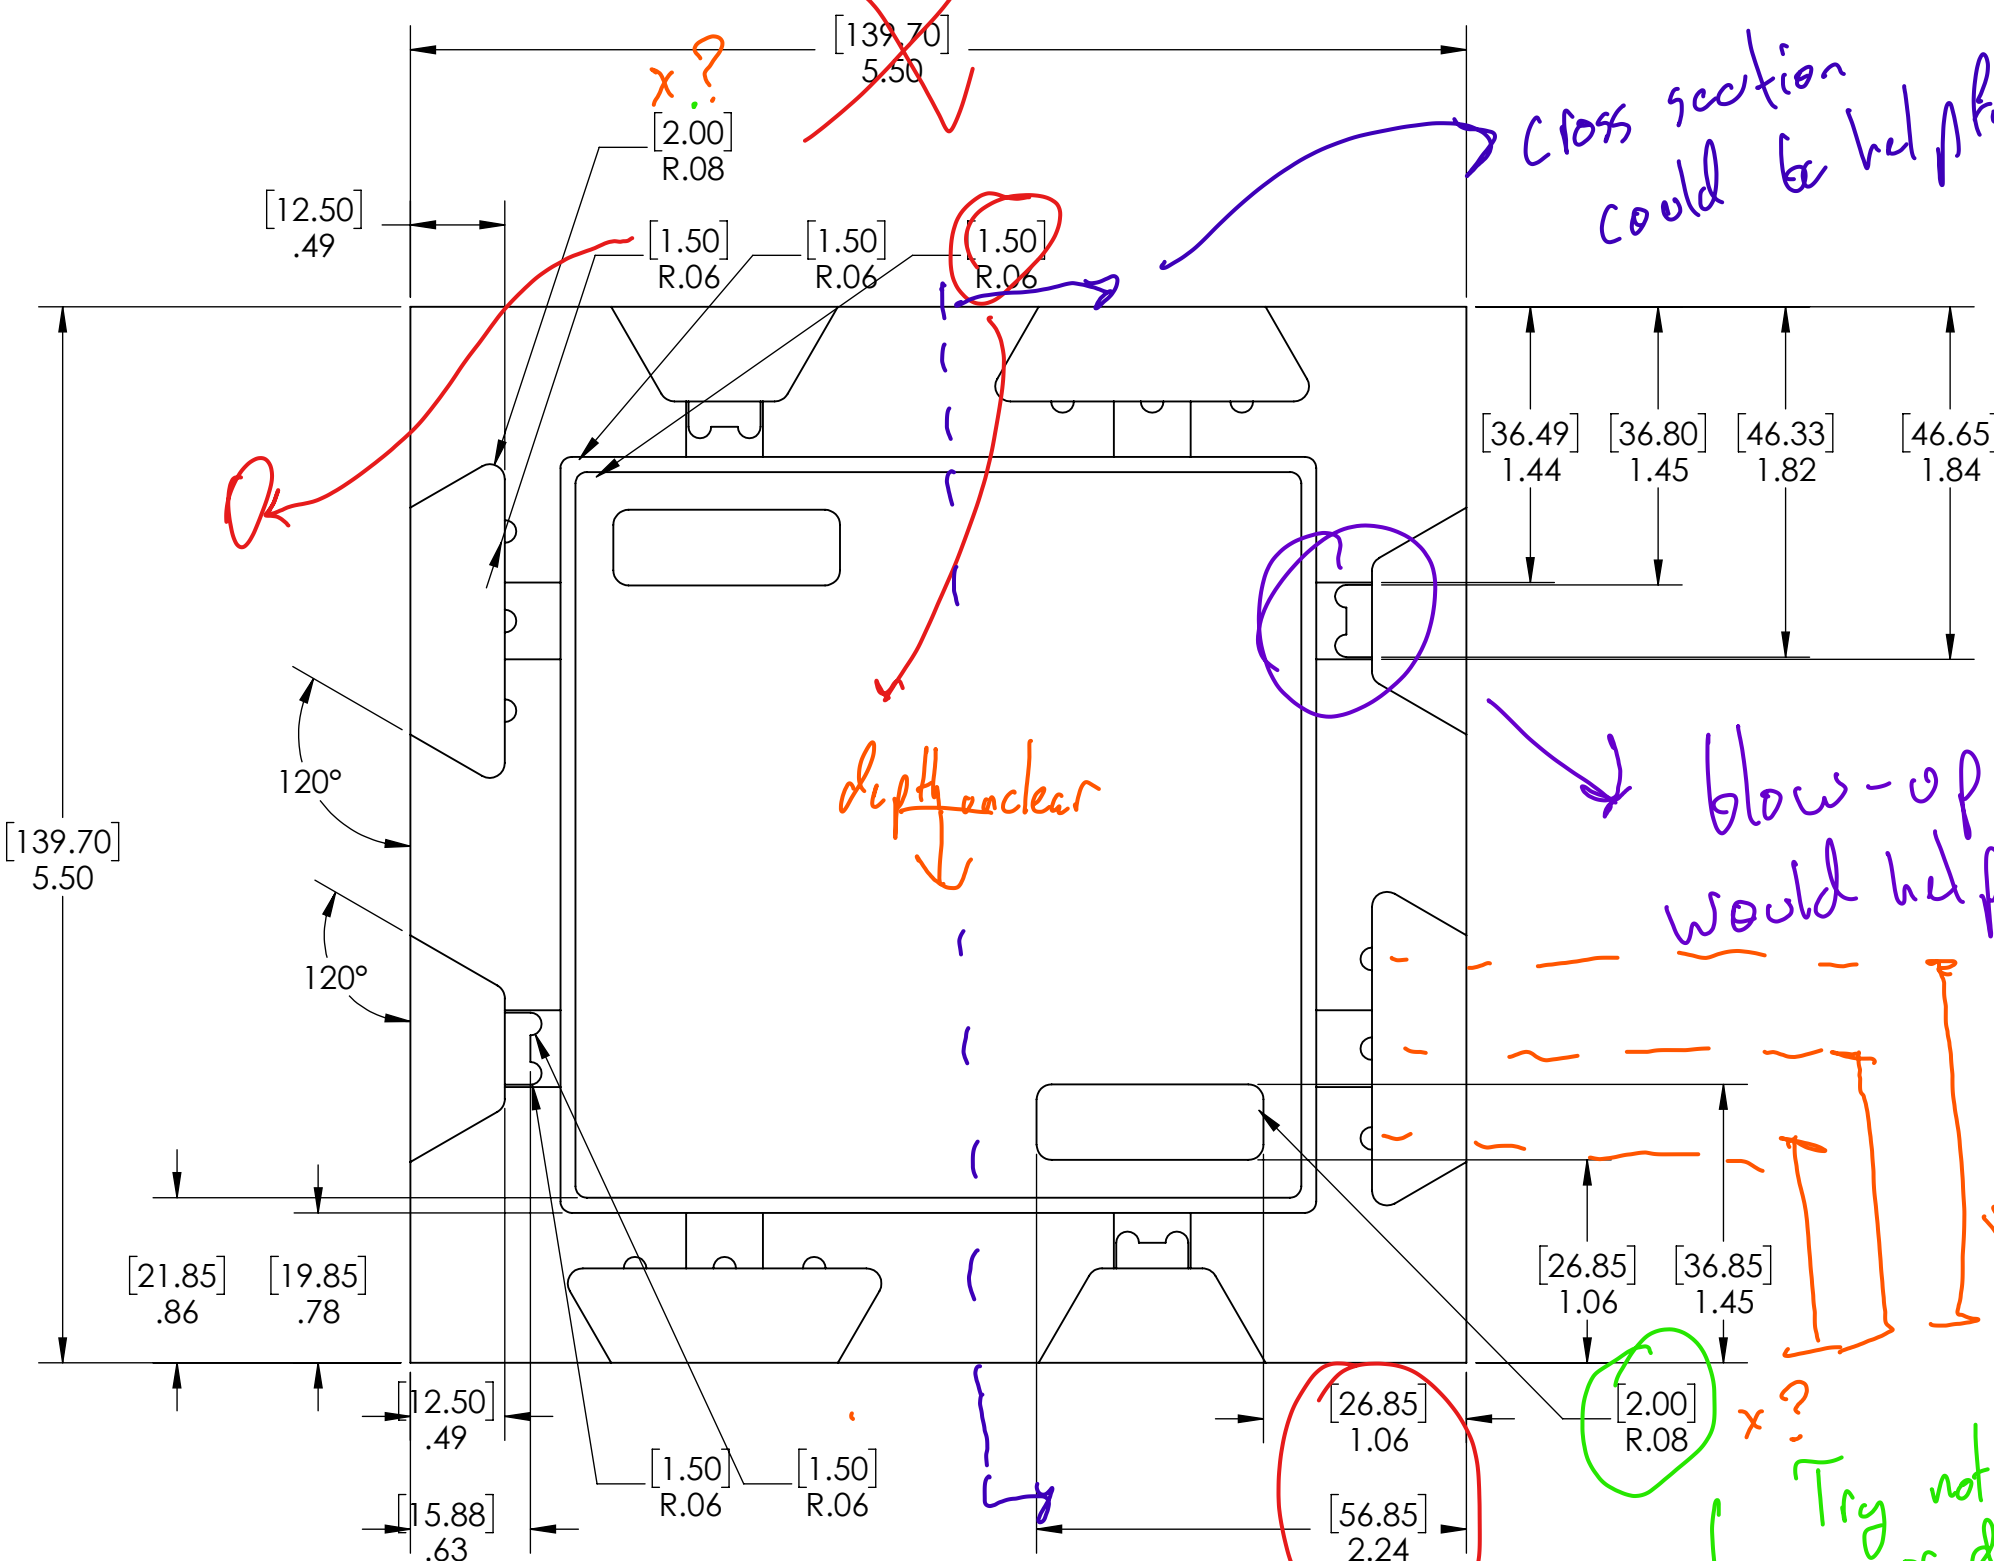 [139.70]
5.50
x ?
[2.00]
R.08
cross section
could be
[12.50]
.49
[1.50]
R.06
[1.50]
R.06
[1.50]
R.06
[36.49]
1.44
[36.80]
1.45
[46.33]
1.82
[46.65]
1.84
120°
depth unclear
blow-up
would help
[139.70]
5.50
120°
[21.85]
.86
[19.85]
.78
[26.85]
1.06
[36.85]
1.45
[12.50]
.49
[26.85]
1.06
[2.00]
R.08
x ?
[1.50]
R.06
[1.50]
R.06
Try not
[15.88]
.63
[56.85]
2.24